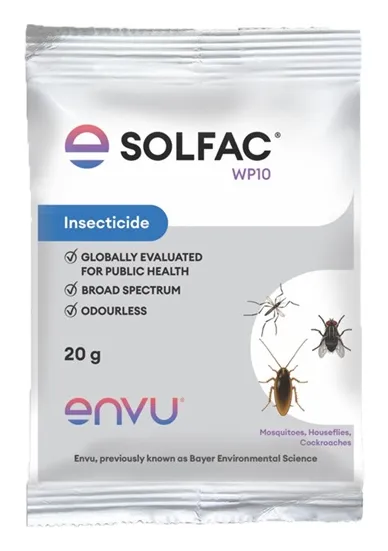 SOLFAC®
WP10
Insecticide
GLOBALLY EVALUATED
FOR PUBLIC HEALTH
BROAD SPECTRUM
ODOURLESS
20 g
envu®
Mosquitoes, Houseflies,
Cockroaches
Envu, previously known as Bayer Environmental Science